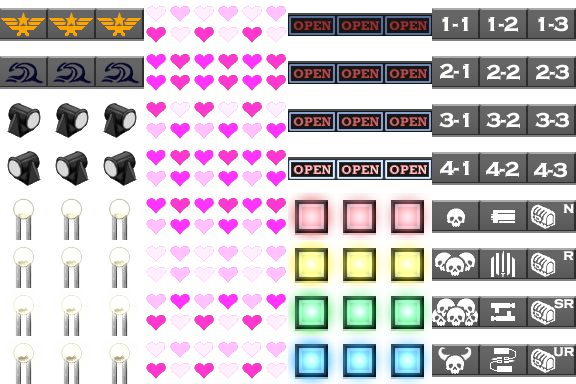 OPEN OPEN OPEN 1-1 1-2 1-3
OPEN OPEN OPEN 2-1 2-2 2-3
OPEN OPEN OPEN 3-1 3-2 3-3
OPEN OPEN OPEN 4-1 4-2 4-3
N
R
SR
UR